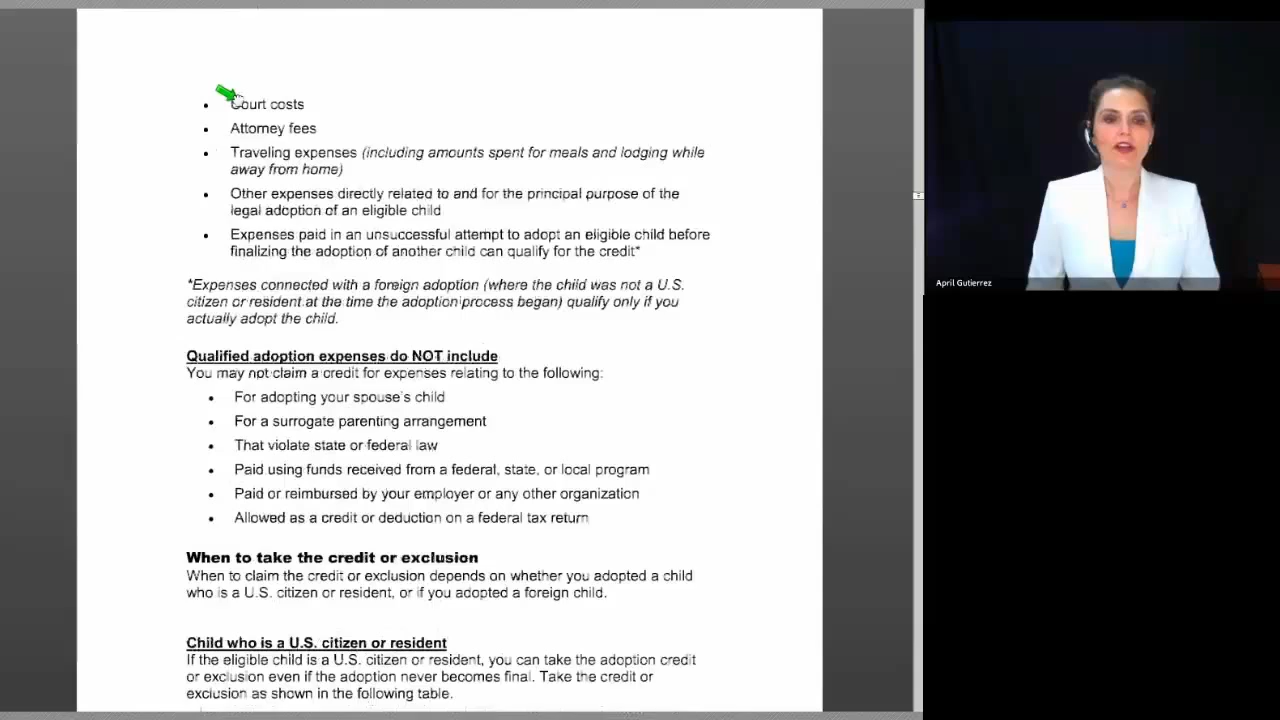 Court costs
Attorney fees
Traveling expenses (including amounts spent for meals and lodging while
away from home)
Other expenses directly related to and for the principal purpose of the
legal adoption of an eligible child
Expenses paid in an unsuccessful attempt to adopt an eligible child before
finalizing the adoption of another child can qualify for the credit*
*Expenses connected with a foreign adoption (where the child was not a U.S.
citizen or resident at the time the adoption process began) qualify only if you
actually adopt the child.
Qualified adoption expenses do NOT include
You may not claim a credit for expenses relating to the following:
For adopting your spouse's child
For a surrogate parenting arrangement
That violate state or federal law
Paid using funds received from a federal, state, or local program
Paid or reimbursed by your employer or any other organization
Allowed as a credit or deduction on a federal tax return
When to take the credit or exclusion
When to claim the credit or exclusion depends on whether you adopted a child
who is a U.S. citizen or resident, or if you adopted a foreign child.
Child who is a U.S. citizen or resident
If the eligible child is a U.S. citizen or resident, you can take the adoption credit
or exclusion even if the adoption never becomes final. Take the credit or
exclusion as shown in the following table.
April Gutierrez